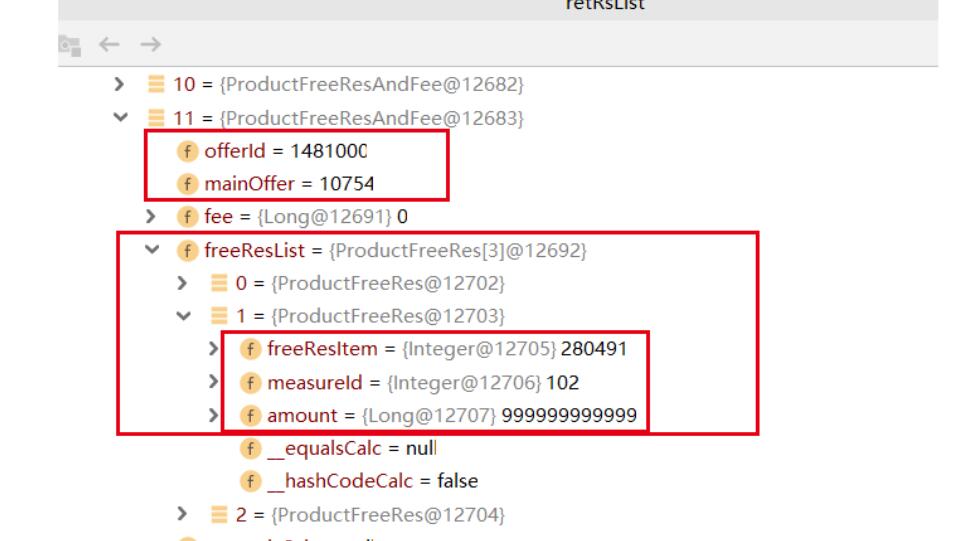 retRsList
10 = {ProductFreeResAndFee@12682}
11 = {ProductFreeResAndFee@12683}
f offerId = 1481000
f mainOffer = 10754
f fee = {Long@12691} 0
f freeResList = {ProductFreeRes[3]@12692}
0 = {ProductFreeRes@12702}
1 = {ProductFreeRes@12703}
f freeResItem = {Integer@12705} 280491
f measureId = {Integer@12706} 102
f amount = {Long@12707} 999999999999
f __equalsCalc = null
f __hashCodeCalc = false
2 = {ProductFreeRes@12704}